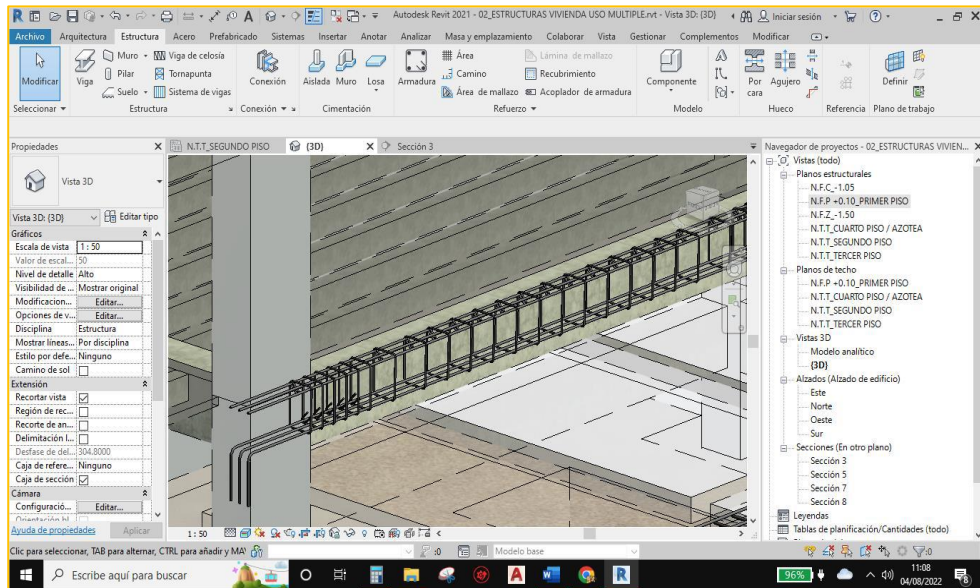 Autodesk Revit 2021 - 02_ESTRUCTURAS VIVIENDA USO MULTIPLE.rvt - Vista 3D: {3D}
Iniciar sesión
Archivo Arquitectura Estructura Acero Prefabricado Sistemas Insertar Anotar Analizar Masa y emplazamiento Colaborar Vista Gestionar Complementos Modificar
Modificar
Viga
Muro
Pilar
Suelo
Viga de celosía
Tornapunta
Sistema de vigas
Conexión
Aislada
Muro
Losa
Armadura
Área
Camino
Área de mallazo
Lámina de mallazo
Recubrimiento
Acoplador de armadura
Componente
Por cara
Agujero
Definir
Seleccionar
Estructura
Conexión
Cimentación
Refuerzo
Modelo
Hueco
Referencia
Plano de trabajo
Propiedades
N.T.T_SEGUNDO PISO
{3D}
Sección 3
Navegador de proyectos - 02_ESTRUCTURAS VIVIEN...
Vista 3D
Vista 3D: {3D}
Editar tipo
Gráficos
Escala de vista 1 : 50
Valor de escal... 50
Nivel de detalle Alto
Visibilidad de ... Mostrar original
Modificacion... Editar...
Opciones de v... Editar...
Disciplina Estructura
Mostrar líneas... Por disciplina
Estilo por defe... Ninguno
Camino de sol
Extensión
Recortar vista
Región de rec...
Recorte de an...
Delimitación l...
Desfase de del... 304.8000
Caja de refere... Ninguno
Caja de sección
Cámara
Configuració... Editar...
Ayuda de propiedades
Aplicar
Vistas (todo)
Planos estructurales
N.F.C_-1.05
N.F.P +0.10_PRIMER PISO
N.F.Z_-1.50
N.T.T_CUARTO PISO / AZOTEA
N.T.T_SEGUNDO PISO
N.T.T_TERCER PISO
Planos de techo
N.F.P +0.10_PRIMER PISO
N.T.T_CUARTO PISO / AZOTEA
N.T.T_SEGUNDO PISO
N.T.T_TERCER PISO
Vistas 3D
Modelo analítico
{3D}
Alzados (Alzado de edificio)
Este
Norte
Oeste
Sur
Secciones (En otro plano)
Sección 3
Sección 5
Sección 7
Sección 8
Leyendas
Tablas de planificación/Cantidades (todo)
1 : 50
Clic para seleccionar, TAB para alternar, CTRL para añadir y MAY
:0
Modelo base
:0
Escribe aquí para buscar
96%
11:08
04/08/2022